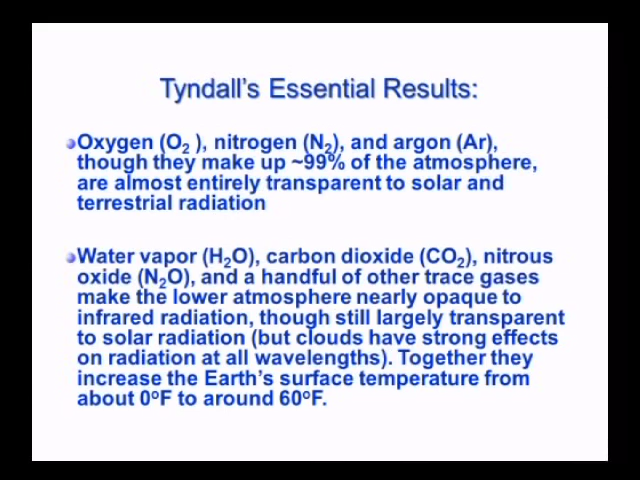 Tyndall's Essential Results:
Oxygen (O₂ ), nitrogen (N₂), and argon (Ar),
though they make up ~99% of the atmosphere,
are almost entirely transparent to solar and
terrestrial radiation
Water vapor (H₂O), carbon dioxide (CO₂), nitrous
oxide (N₂O), and a handful of other trace gases
make the lower atmosphere nearly opaque to
infrared radiation, though still largely transparent
to solar radiation (but clouds have strong effects
on radiation at all wavelengths). Together they
increase the Earth's surface temperature from
about 0°F to around 60°F.